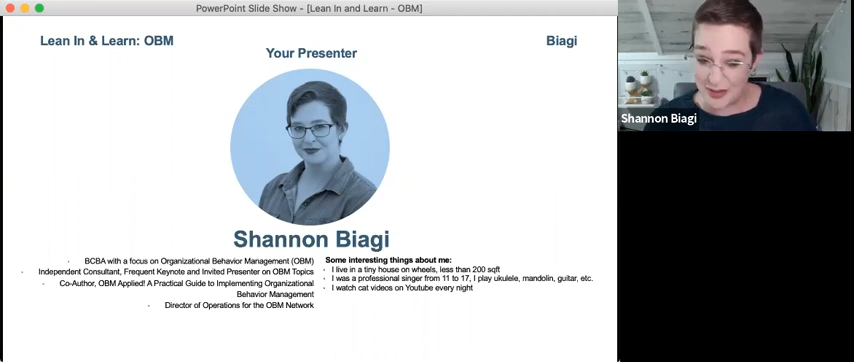 PowerPoint Slide Show - [Lean In and Learn - OBM]
Lean In & Learn: OBM
Biagi
Your Presenter
Shannon Biagi
BCBA with a focus on Organizational Behavior Management (OBM)
Independent Consultant, Frequent Keynote and Invited Presenter on OBM Topics
Co-Author, OBM Applied! A Practical Guide to Implementing Organizational
Behavior Management
Director of Operations for the OBM Network
Some interesting things about me:
I live in a tiny house on wheels, less than 200 sqft
I was a professional singer from 11 to 17, I play ukulele, mandolin, guitar, etc.
I watch cat videos on Youtube every night
Shannon Biagi